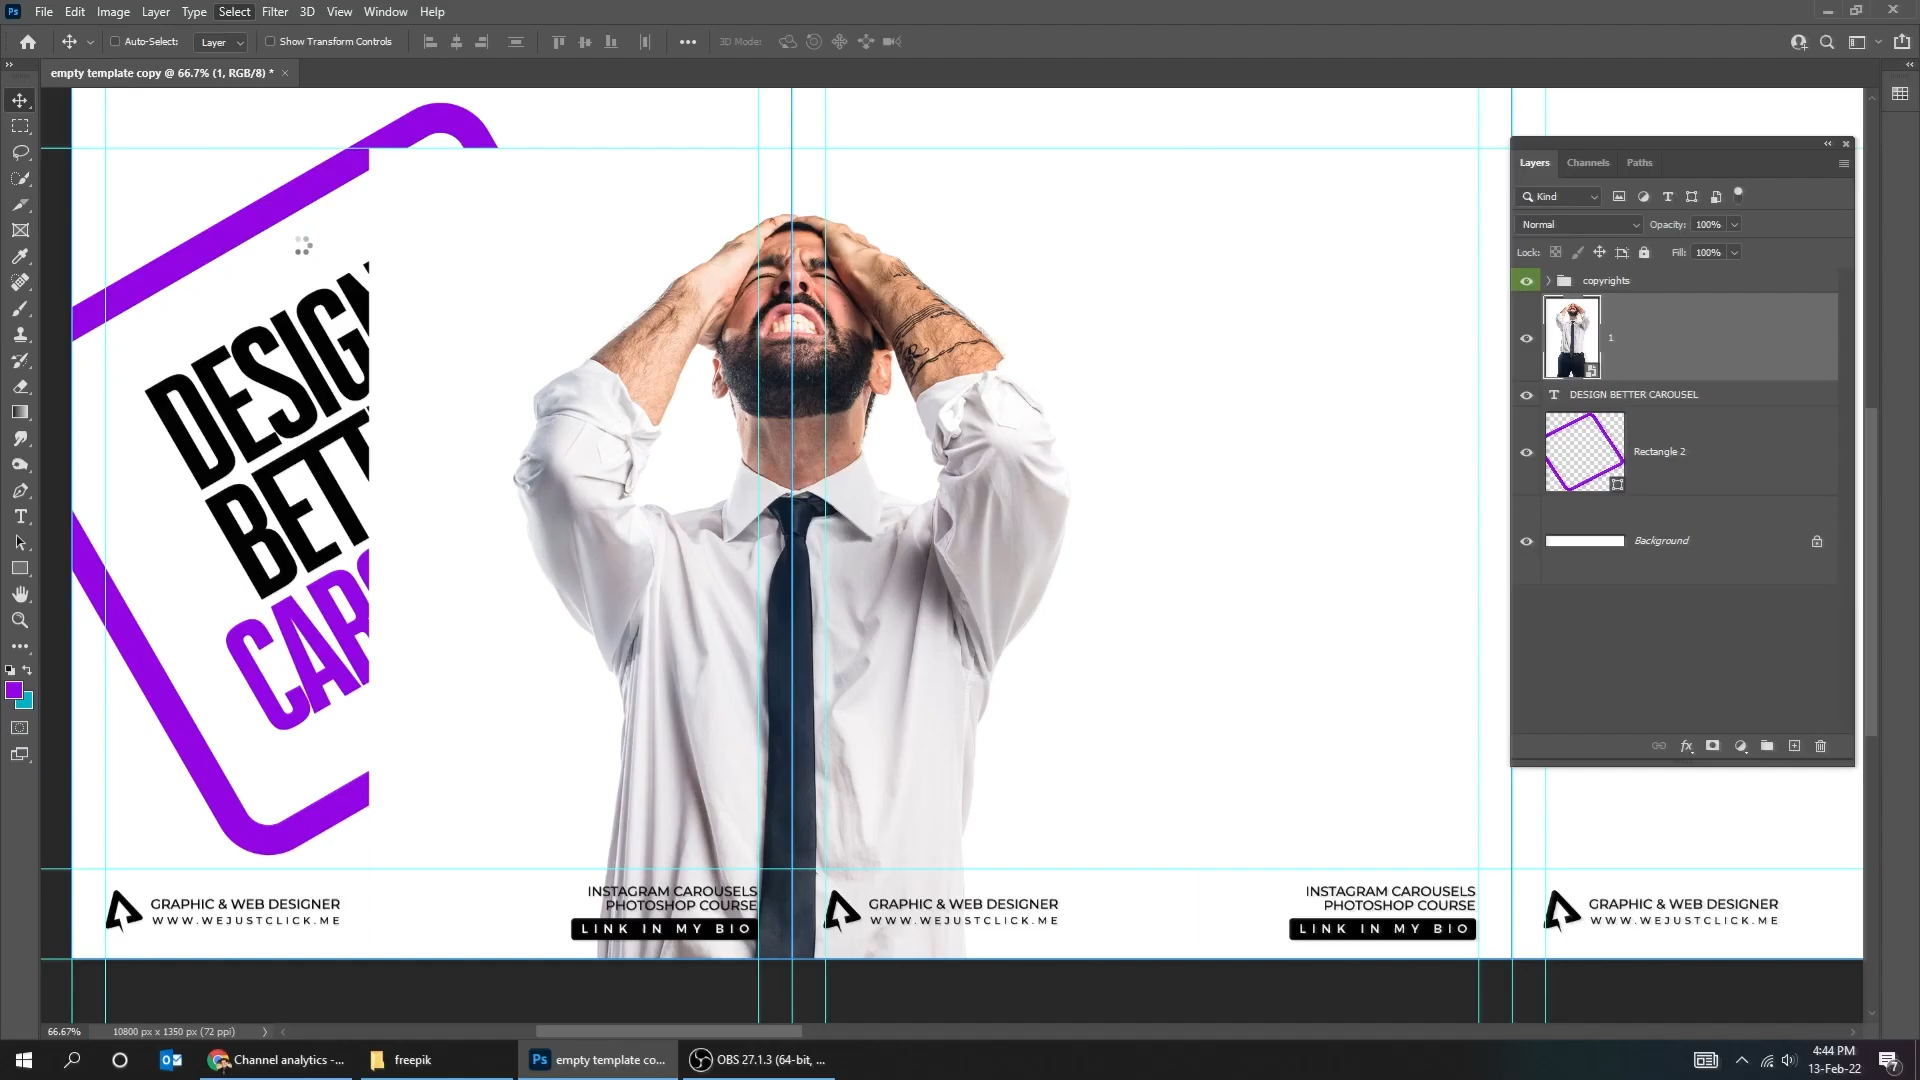 Ps File Edit Image Layer Type Select Filter 3D View Window Help
Auto-Select: Layer Show Transform Controls 3D Mode:
empty template copy @ 66.7% (1, RGB/8) *
Layers Channels Paths
Kind
Normal Opacity: 100%
Lock: Fill: 100%
copyrights
1
DESIGN BETTER CAROUSEL
Rectangle 2
Background
DESIGN
BET
CAR
INSTAGRAM CAROUSELS
PHOTOSHOP COURSE
LINK IN MY BIO
GRAPHIC & WEB DESIGNER
WWW.WEJUSTCLICK.ME
GRAPHIC & WEB DESIGNER
WWW.WEJUSTCLICK.ME
INSTAGRAM CAROUSELS
PHOTOSHOP COURSE
LINK IN MY BIO
GRAPHIC & WEB DESIGNER
WWW.WEJUSTCLICK.ME
66.67% 10800 px x 1350 px (72 ppi)
Channel analytics -... freepik Ps empty template co... OBS 27.1.3 (64-bit, ...
4:44 PM
13-Feb-22
7